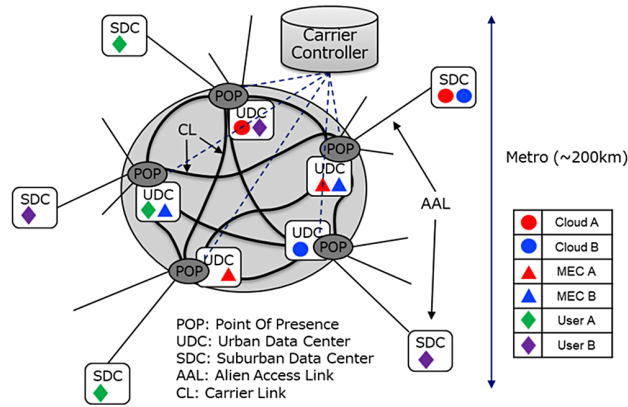 SDC
Carrier
Controller
SDC
POP
UDC
CL
POP
UDC
Metro (~200km)
POP
UDC
AAL
SDC
UDC
POP
POP
UDC
SDC
SDC
POP: Point Of Presence
UDC: Urban Data Center
SDC: Suburban Data Center
AAL: Alien Access Link
CL: Carrier Link
Cloud A
Cloud B
MEC A
MEC B
User A
User B